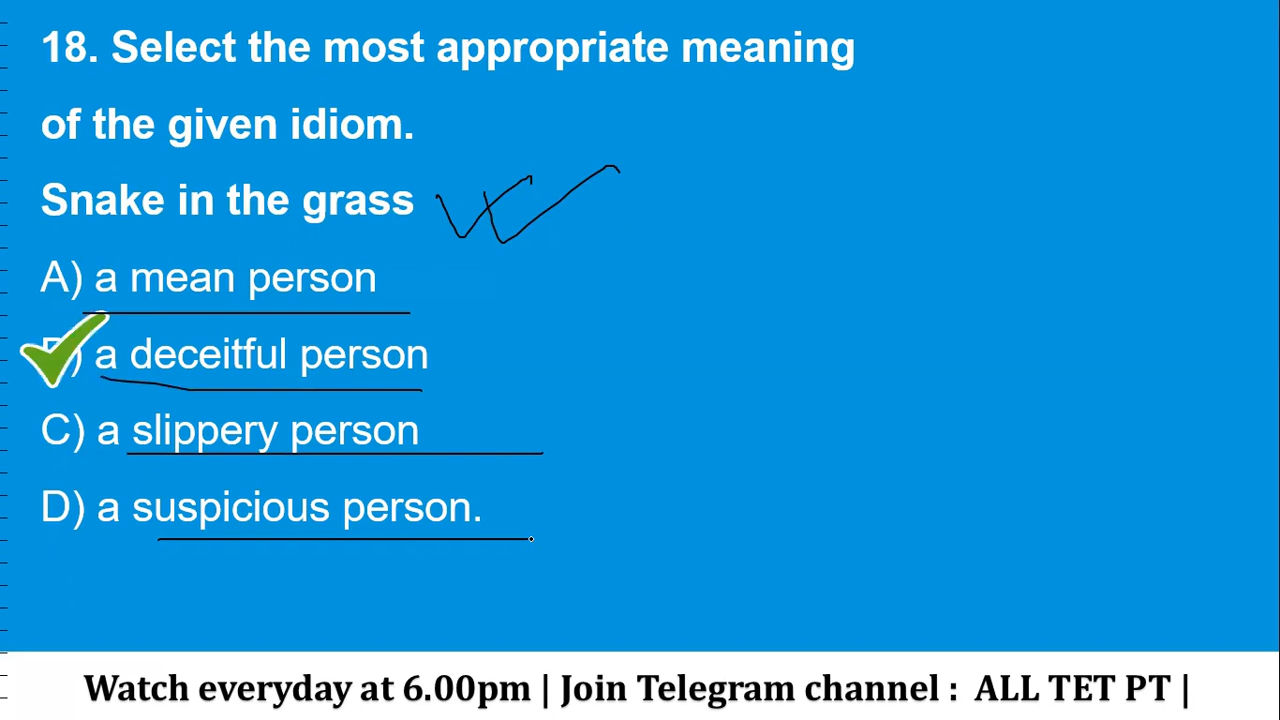 18. Select the most appropriate meaning
of the given idiom.
Snake in the grass
A) a mean person
B) a deceitful person
C) a slippery person
D) a suspicious person.
Watch everyday at 6.00pm | Join Telegram channel : ALL TET PT |